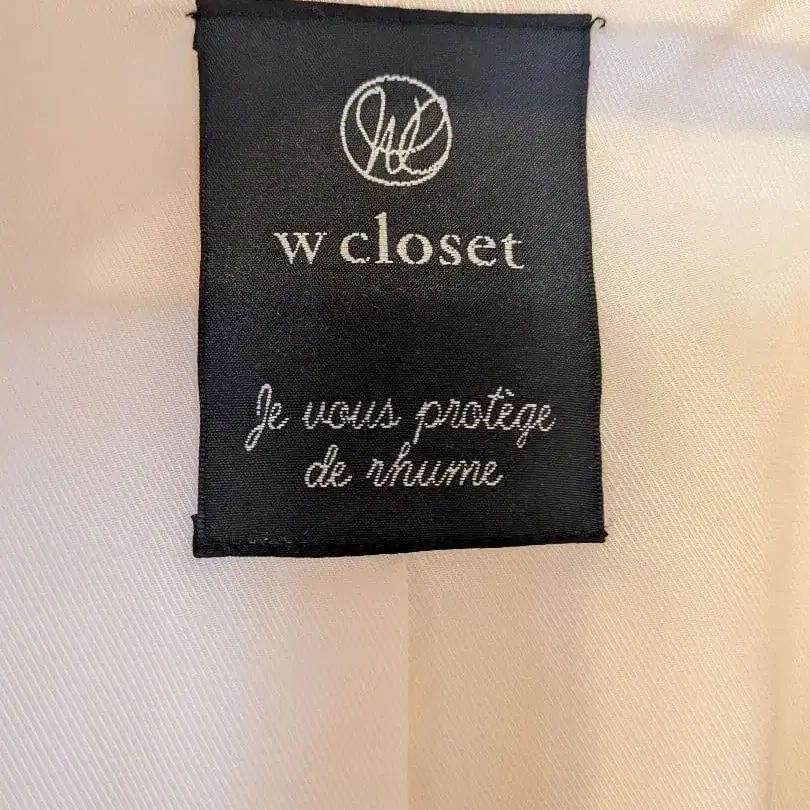 w closet
Je vous protège
de rhume